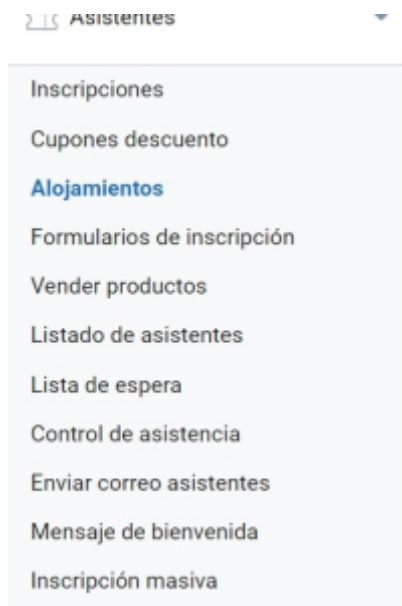 Asistentes
Inscripciones
Cupones descuento
Alojamientos
Formularios de inscripción
Vender productos
Listado de asistentes
Lista de espera
Control de asistencia
Enviar correo asistentes
Mensaje de bienvenida
Inscripción masiva